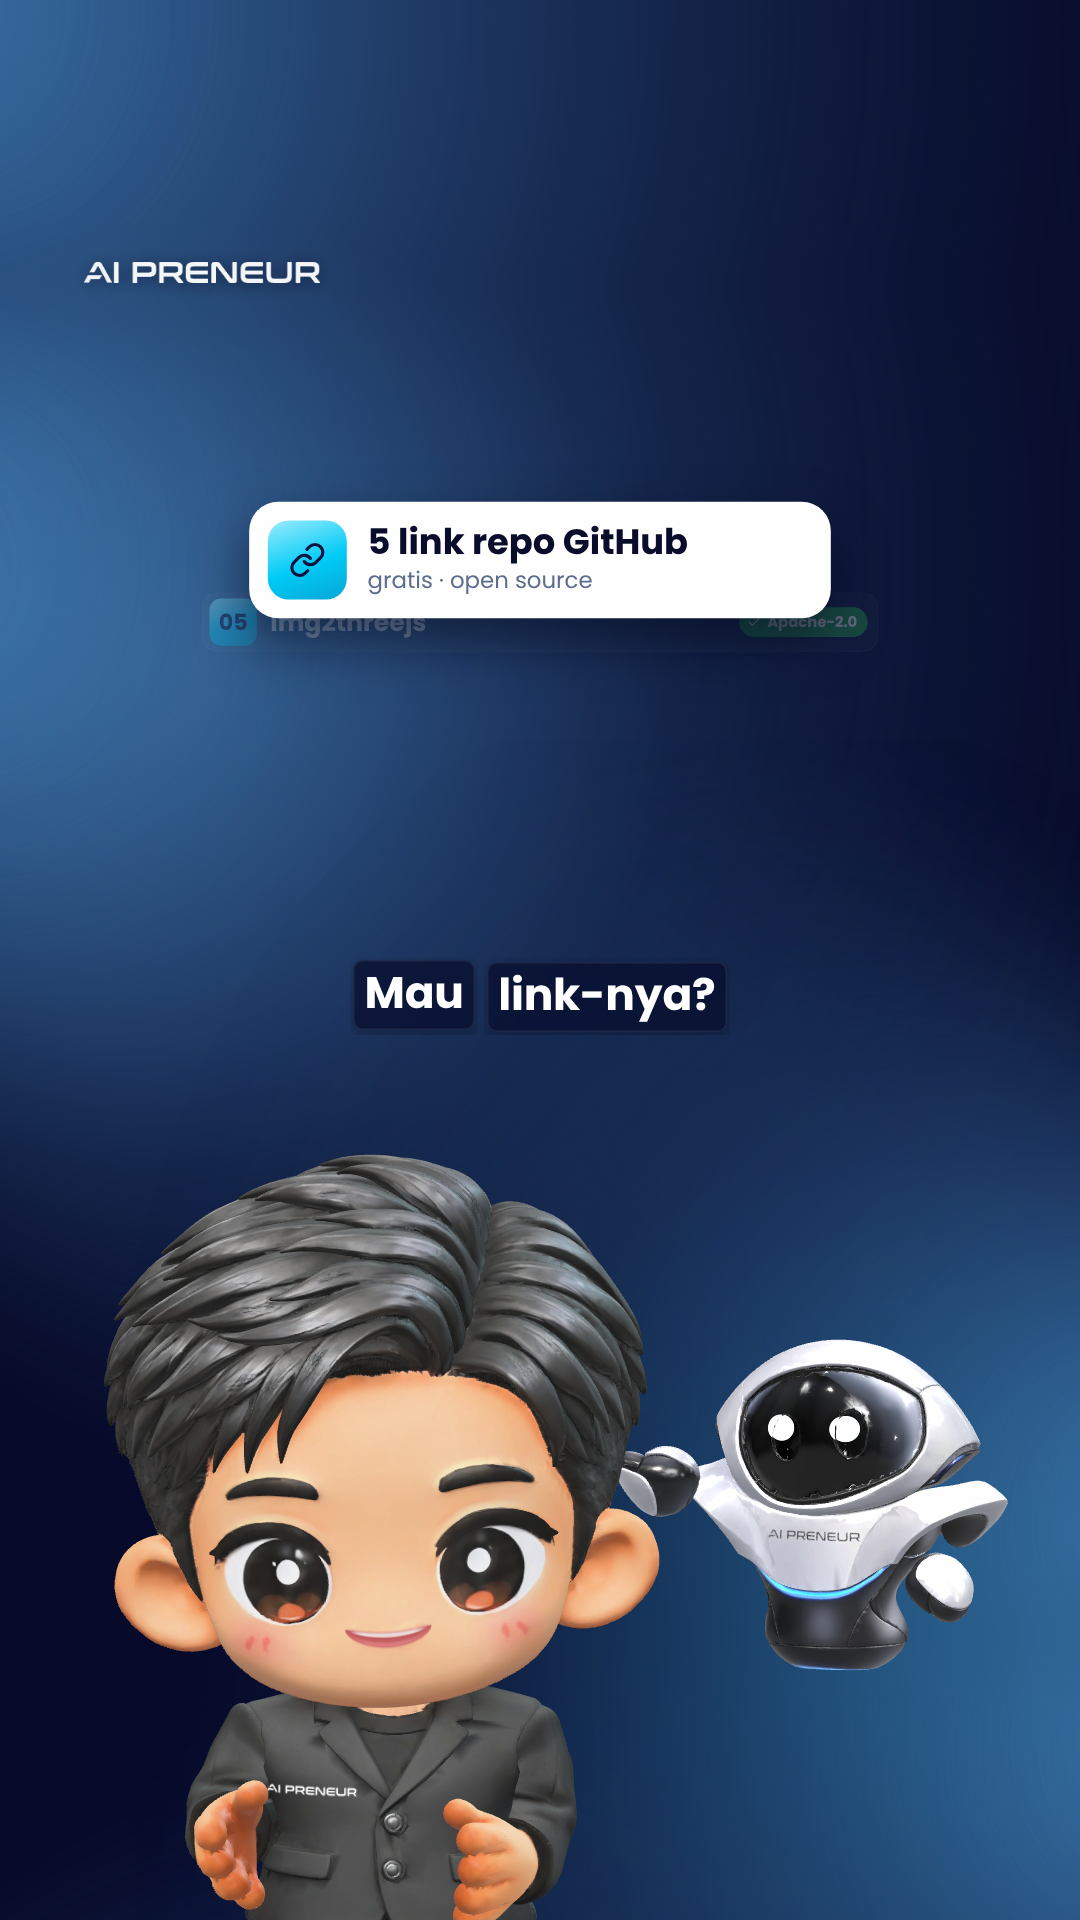 AI PRENEUR
5 link repo GitHub
gratis · open source
05 img2threejs Apache-2.0
Mau link-nya?
AI PRENEUR
AI PRENEUR